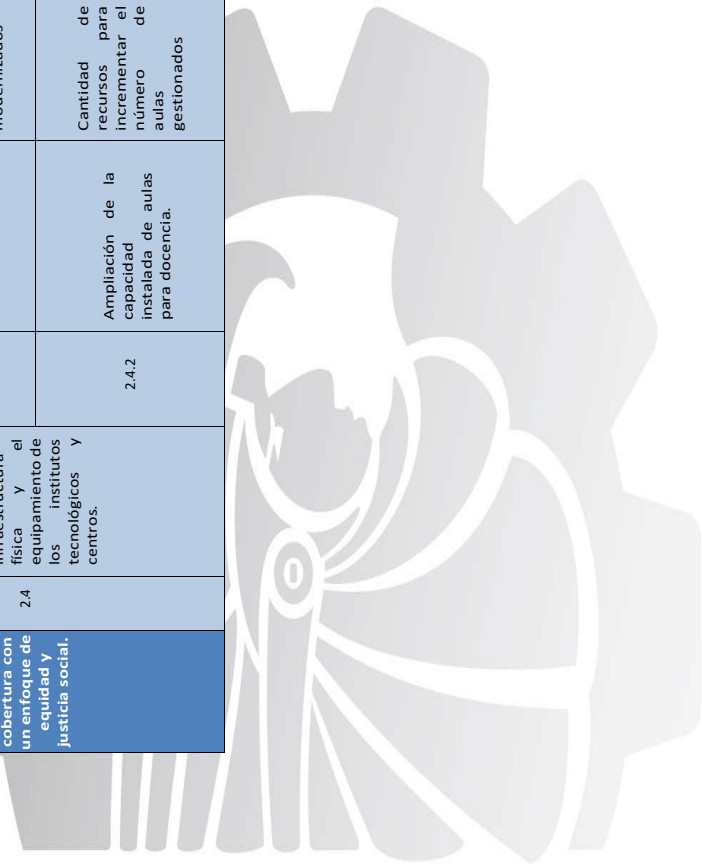 cobertura con
un enfoque de
equidad y
justicia social.
2.4
física y el
equipamiento de
los institutos
tecnológicos y
centros.
2.4.2
Ampliación de la
capacidad
instalada de aulas
para docencia.
Cantidad de
recursos para
incrementar el
número de
aulas
gestionados